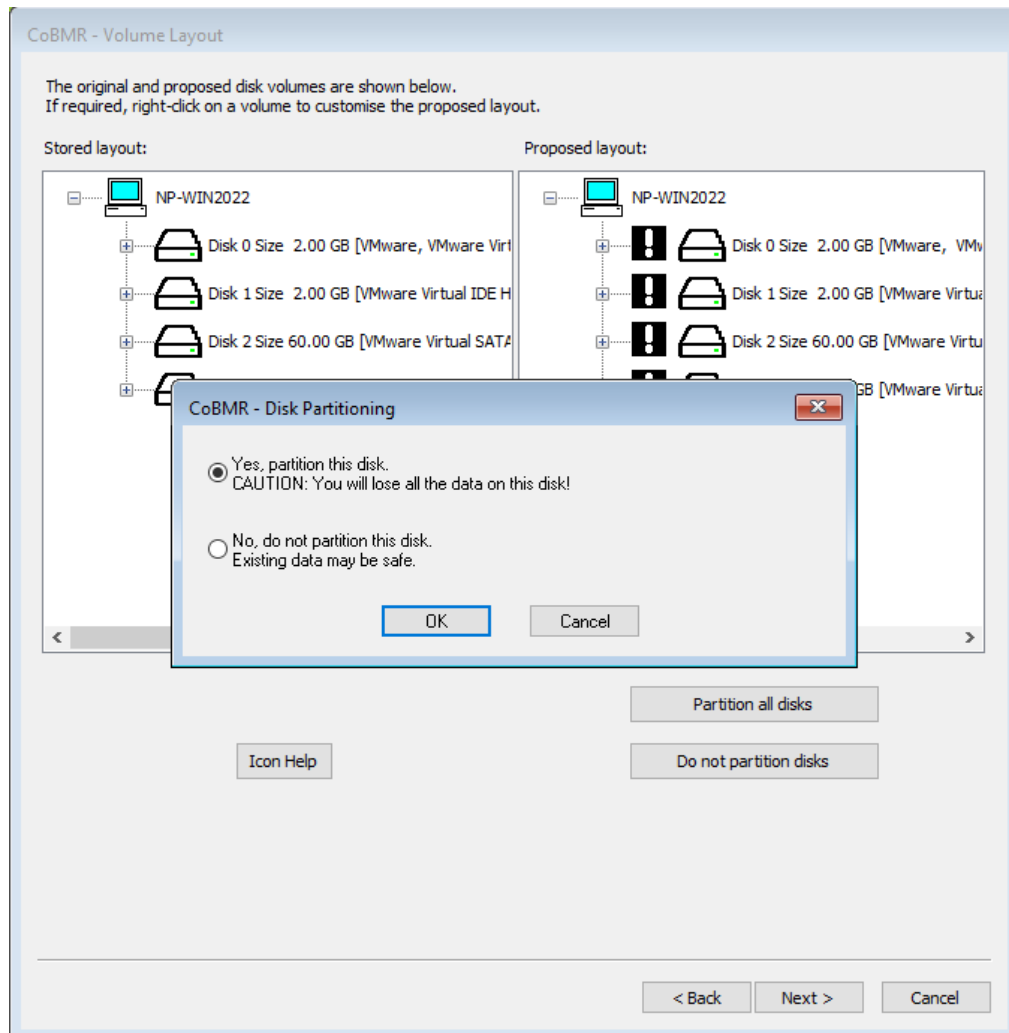 CoBMR - Volume Layout
The original and proposed disk volumes are shown below.
If required, right-click on a volume to customise the proposed layout.
Stored layout:
Proposed layout:
NP-WIN2022
Disk 0 Size 2.00 GB [VMware, VMware Virt
Disk 1 Size 2.00 GB [VMware Virtual IDE H
Disk 2 Size 60.00 GB [VMware Virtual SATA
NP-WIN2022
Disk 0 Size 2.00 GB [VMware, VMw
Disk 1 Size 2.00 GB [VMware Virtua
Disk 2 Size 60.00 GB [VMware Virtu
GB [VMware Virtua
CoBMR - Disk Partitioning
Yes, partition this disk.
CAUTION: You will lose all the data on this disk!
No, do not partition this disk.
Existing data may be safe.
OK
Cancel
Partition all disks
Icon Help
Do not partition disks
< Back
Next >
Cancel